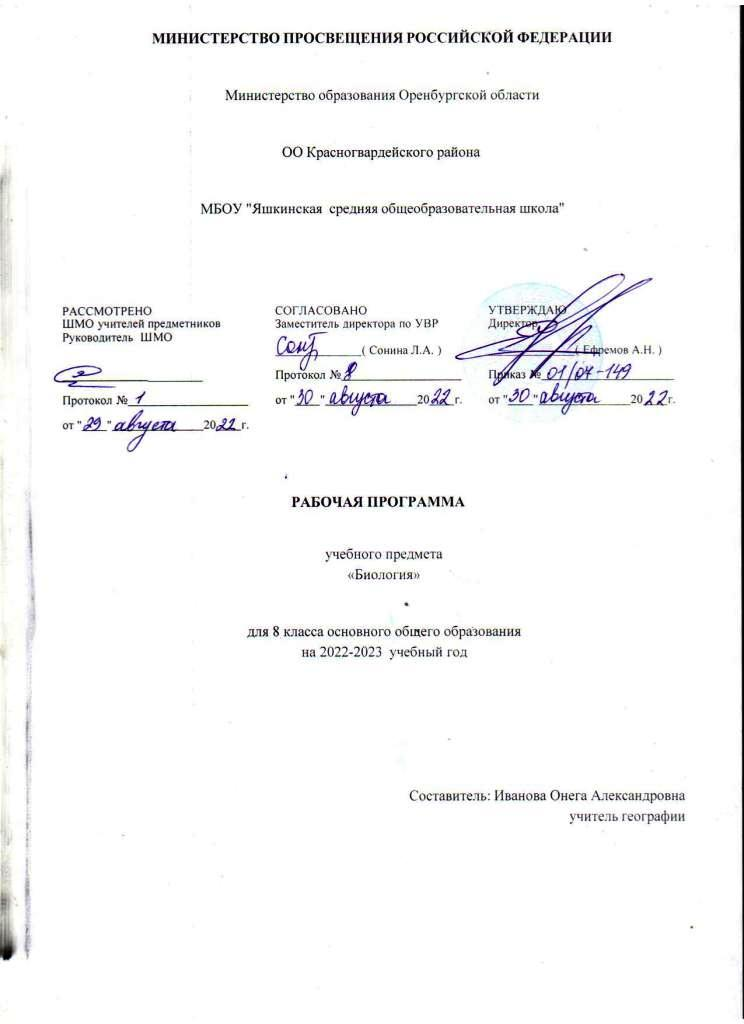 МИНИСТЕРСТВО ПРОСВЕЩЕНИЯ РОССИЙСКОЙ ФЕДЕРАЦИИ
Министерство образования Оренбургской области
ОО Красногвардейского района
МБОУ "Яшкинская средняя общеобразовательная школа"
РАССМОТРЕНО
ШМО учителей предметников
Руководитель ШМО
Протокол № 1
от "29" августа 2022 г.
СОГЛАСОВАНО
Заместитель директора по УВР
( Сонина Л.А. )
Протокол № 8
от "30" августа 2022 г.
УТВЕРЖДАЮ
Директор
( Ефремов А.Н. )
Приказ № 01/07-149
от "30" августа 2022 г.
РАБОЧАЯ ПРОГРАММА
учебного предмета
«Биология»
для 8 класса основного общего образования
на 2022-2023 учебный год
Составитель: Иванова Онега Александровна
учитель географии